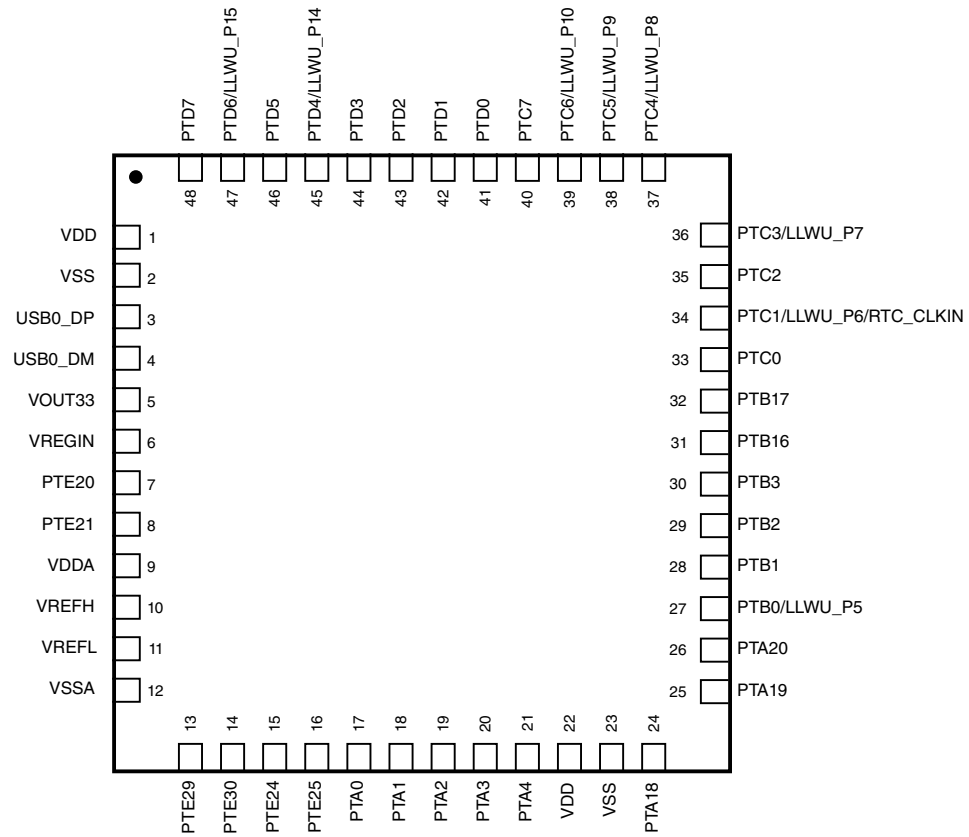 PTD7
PTD6/LLWU_P15
PTD5
PTD4/LLWU_P14
PTD3
PTD2
PTD1
PTD0
PTC7
PTC6/LLWU_P10
PTC5/LLWU_P9
PTC4/LLWU_P8
48
47
46
45
44
43
42
41
40
39
38
37
VDD 1
VSS 2
USB0_DP 3
USB0_DM 4
VOUT33 5
VREGIN 6
PTE20 7
PTE21 8
VDDA 9
VREFH 10
VREFL 11
VSSA 12
36 PTC3/LLWU_P7
35 PTC2
34 PTC1/LLWU_P6/RTC_CLKIN
33 PTC0
32 PTB17
31 PTB16
30 PTB3
29 PTB2
28 PTB1
27 PTB0/LLWU_P5
26 PTA20
25 PTA19
13
14
15
16
17
18
19
20
21
22
23
24
PTE29
PTE30
PTE24
PTE25
PTA0
PTA1
PTA2
PTA3
PTA4
VDD
VSS
PTA18